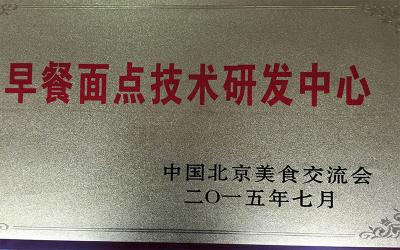 早餐面点技术研发中心
中国北京美食交流会
二〇一五年七月